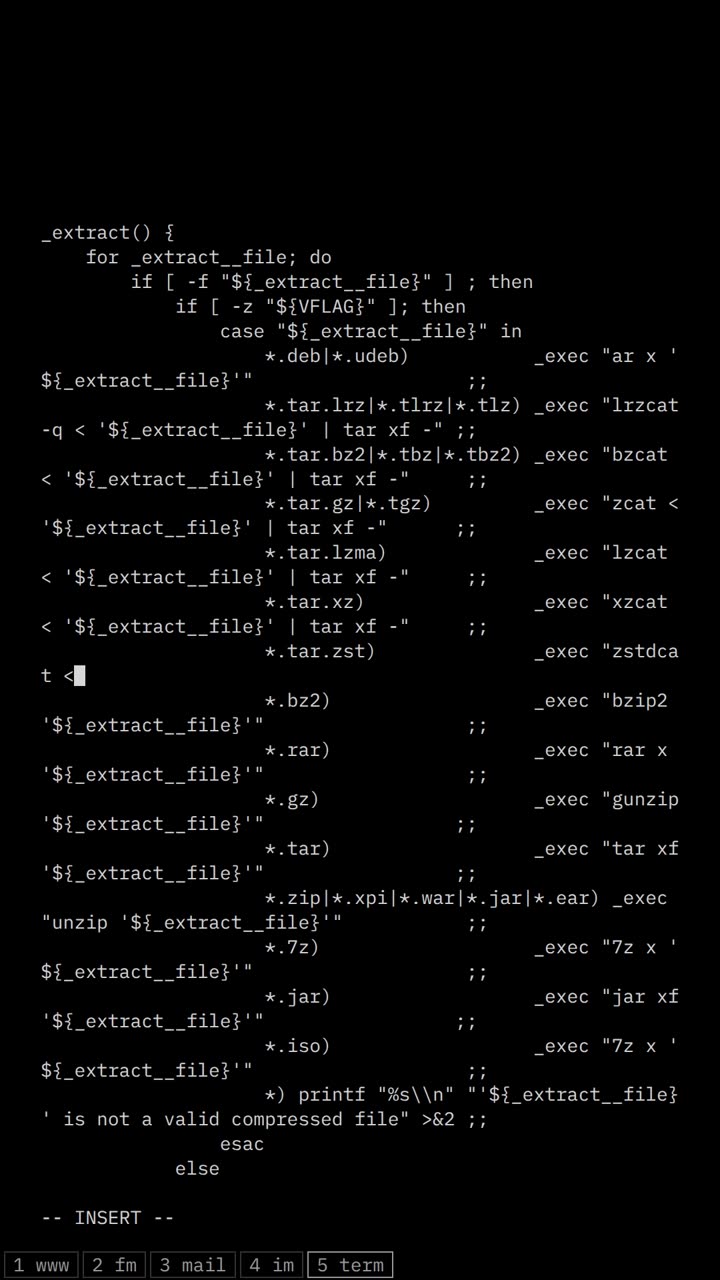 _extract() {
    for _extract__file; do
        if [ -f "${_extract__file}" ] ; then
            if [ -z "${VFLAG}" ]; then
                case "${_extract__file}" in
                    *.deb|*.udeb)           _exec "ar x '
${_extract__file}'"                   ;;
                    *.tar.lrz|*.tlrz|*.tlz) _exec "lrzcat
-q < '${_extract__file}' | tar xf -" ;;
                    *.tar.bz2|*.tbz|*.tbz2) _exec "bzcat
< '${_extract__file}' | tar xf -"     ;;
                    *.tar.gz|*.tgz)         _exec "zcat <
'${_extract__file}' | tar xf -"      ;;
                    *.tar.lzma)             _exec "lzcat
< '${_extract__file}' | tar xf -"     ;;
                    *.tar.xz)               _exec "xzcat
< '${_extract__file}' | tar xf -"     ;;
                    *.tar.zst)              _exec "zstdca
t <
                    *.bz2)                  _exec "bzip2
'${_extract__file}'"                  ;;
                    *.rar)                  _exec "rar x
'${_extract__file}'"                  ;;
                    *.gz)                   _exec "gunzip
'${_extract__file}'"                 ;;
                    *.tar)                  _exec "tar xf
'${_extract__file}'"                 ;;
                    *.zip|*.xpi|*.war|*.jar|*.ear) _exec
"unzip '${_extract__file}'"           ;;
                    *.7z)                   _exec "7z x '
${_extract__file}'"                   ;;
                    *.jar)                  _exec "jar xf
'${_extract__file}'"                 ;;
                    *.iso)                  _exec "7z x '
${_extract__file}'"                   ;;
                    *) printf "%s\\n" "'${_extract__file}
' is not a valid compressed file" >&2 ;;
                esac
            else
-- INSERT --
1 www 2 fm 3 mail 4 im 5 term